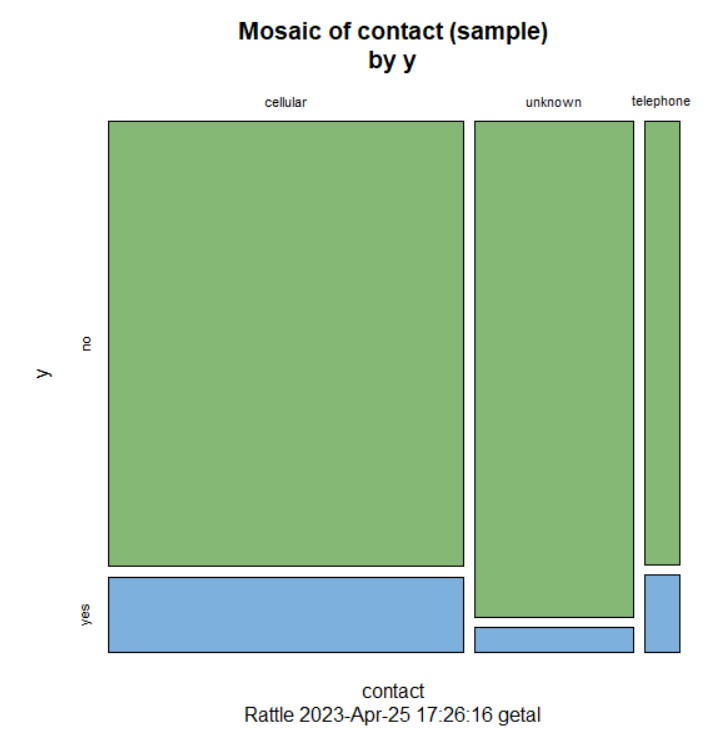 Mosaic of contact (sample)
by y
cellular
unknown
telephone
no
y
yes
contact
Rattle 2023-Apr-25 17:26:16 getal